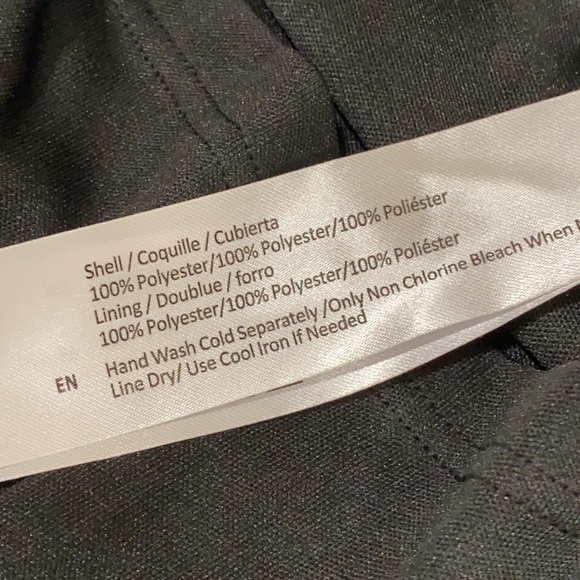 Shell / Coquille / Cubierta
100% Polyester/100% Polyester/100% Poliéster
Lining / Doublue / forro
100% Polyester/100% Polyester/100% Poliéster
EN Hand Wash Cold Separately /Only Non Chlorine Bleach When
Line Dry/ Use Cool Iron If Needed